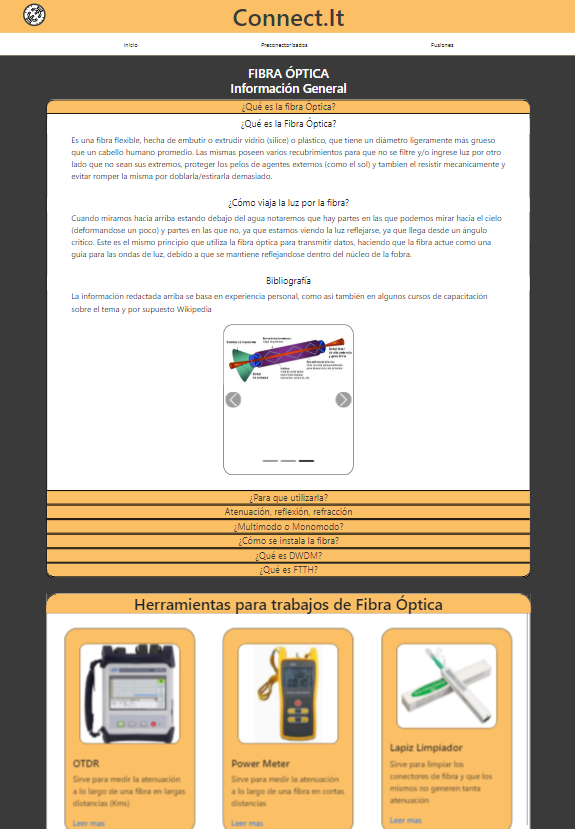 Connect.It
Inicio
Preconectorizados
Fusiones
FIBRA ÓPTICA
Información General
¿Qué es la fibra Óptica?
¿Qué es la Fibra Óptica?
Es una fibra flexible, hecha de embutir o extrudir vidrio (silice) o plástico, que tiene un diámetro ligeramente más grueso
que un cabello humano promedio. Las mismas poseen varios recubrimientos para que no se filtre y/o ingrese luz por otro
lado que no sean sus extremos, proteger los pelos de agentes externos (como el sol) y tambien el resistir mecanicamente y
evitar romper la misma por doblarla/estirarla demasiado.
¿Cómo viaja la luz por la fibra?
Cuando miramos hacia arriba estando debajo del agua notaremos que hay partes en las que podemos mirar hacia el cielo
(deformandose un poco) y partes en las que no, ya que estamos viendo la luz reflejarse, ya que llega desde un ángulo
crítico. Este es el mismo principio que utiliza la fibra óptica para transmitir datos, haciendo que la fibra actue como una
guia para las ondas de luz, debido a que se mantiene reflejandose dentro del núcleo de la fobra.
Bibliografía
La información redactada arriba se basa en experiencia personal, como asi también en algunos cursos de capacitación
sobre el tema y por supuesto Wikipedia
¿Para que utilizarla?
Atenuación, reflexión, refracción
¿Multimodo o Monomodo?
¿Cómo se instala la fibra?
¿Qué es DWDM?
¿Qué es FTTH?
Herramientas para trabajos de Fibra Óptica
OTDR
Sirve para medir la atenuación
a lo largo de una fibra en largas
distancias (Kms)
Leer mas
Power Meter
Sirve para medir la atenuación
a lo largo de una fibra en cortas
distancias
Leer mas
Lapiz Limpiador
Sirve para limpiar los
conectores de fibra y que los
mismos no generen tanta
atenuación
Leer mas